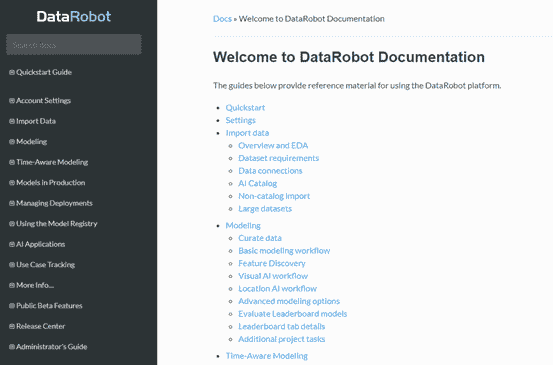 DataRobot
Search docs
Quickstart Guide
Account Settings
Import Data
Modeling
Time-Aware Modeling
Models in Production
Managing Deployments
Using the Model Registry
AI Applications
Use Case Tracking
More Info...
Public Beta Features
Release Center
Administrator's Guide
Docs » Welcome to DataRobot Documentation
Welcome to DataRobot Documentation
The guides below provide reference material for using the DataRobot platform.
Quickstart
Settings
Import data
Overview and EDA
Dataset requirements
Data connections
AI Catalog
Non-catalog import
Large datasets
Modeling
Curate data
Basic modeling workflow
Feature Discovery
Visual AI workflow
Location AI workflow
Advanced modeling options
Evaluate Leaderboard models
Leaderboard tab details
Additional project tasks
Time-Aware Modeling